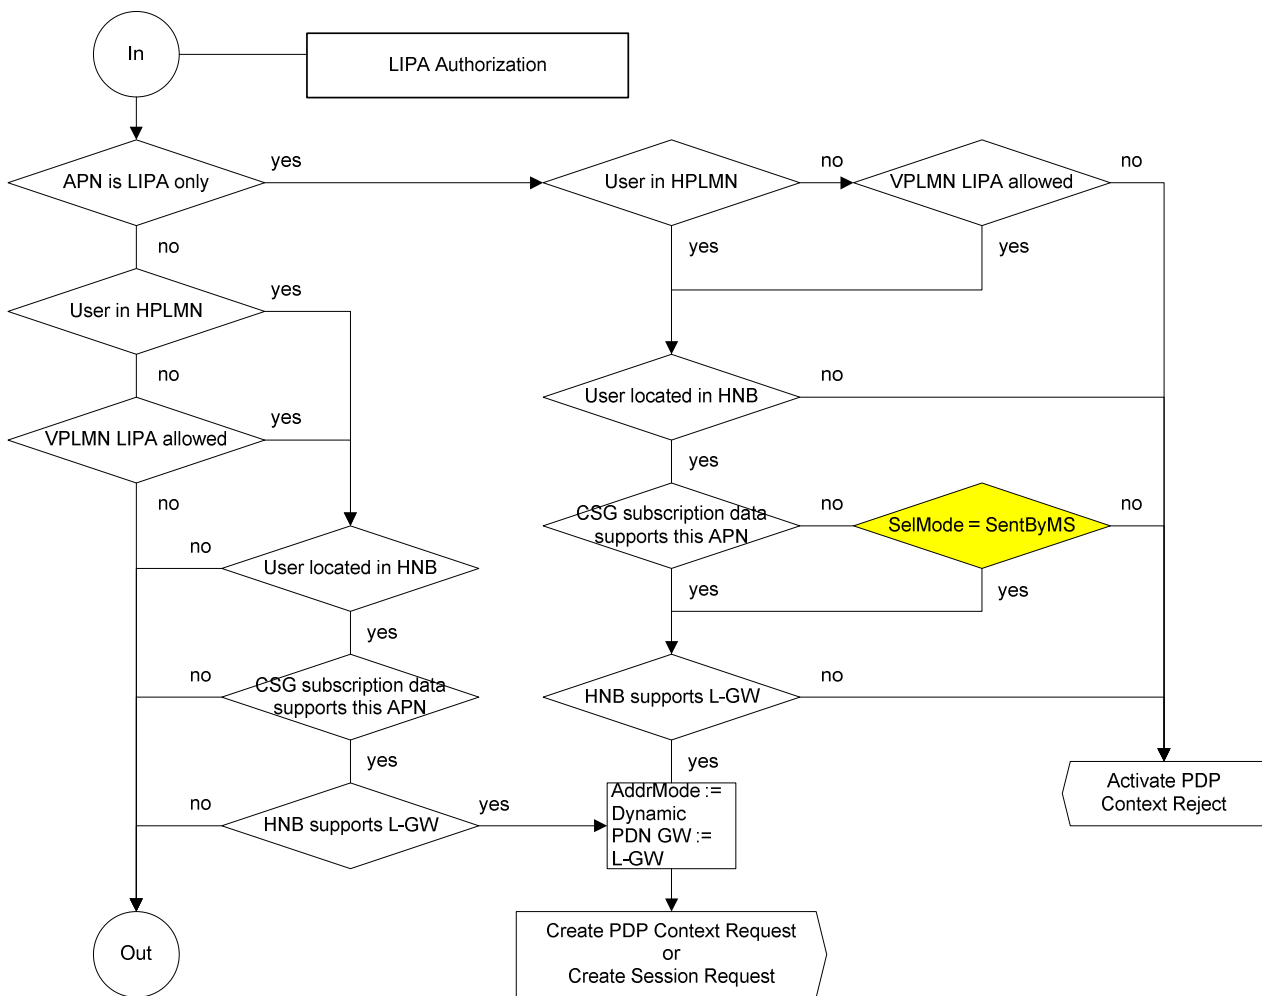 In
LIPA Authorization
APN is LIPA only
yes
User in HPLMN
no
VPLMN LIPA allowed
no
no
yes
yes
User in HPLMN
yes
no
User located in HNB
no
VPLMN LIPA allowed
yes
yes
no
CSG subscription data
supports this APN
no
SelMode = SentByMS
no
no
User located in HNB
yes
yes
yes
no
CSG subscription data
supports this APN
HNB supports L-GW
no
yes
yes
Activate PDP
Context Reject
no
HNB supports L-GW
yes
AddrMode :=
Dynamic
PDN GW :=
L-GW
Out
Create PDP Context Request
or
Create Session Request